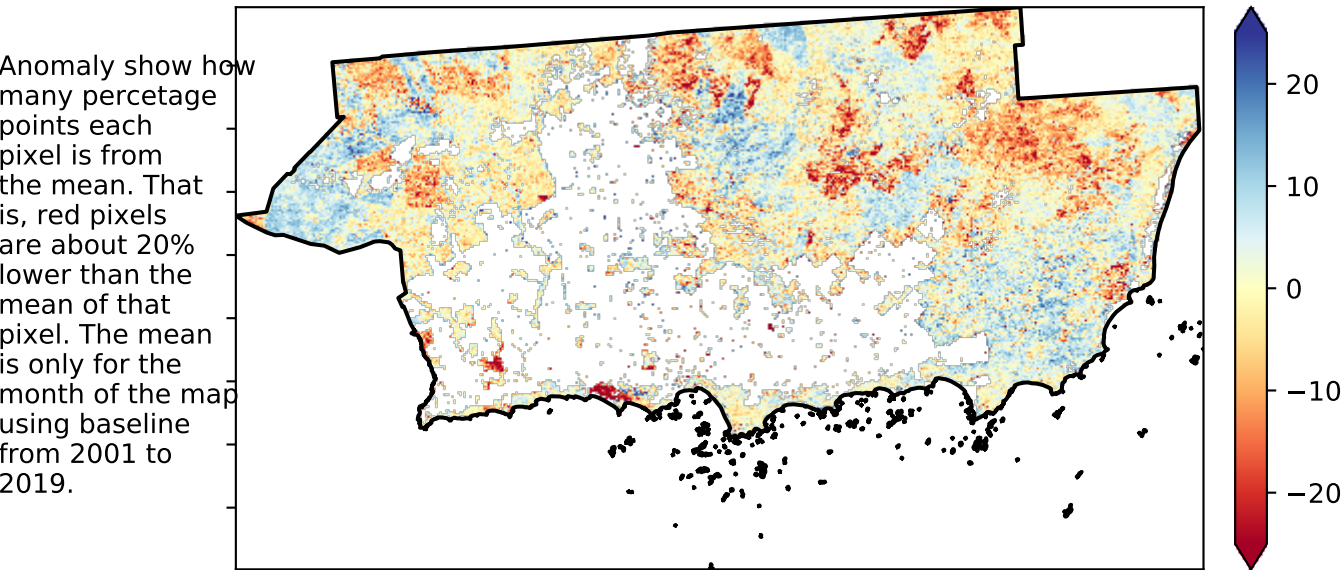 Anomaly show how
many percetage
points each
pixel is from
the mean. That
is, red pixels
are about 20%
lower than the
mean of that
pixel. The mean
is only for the
month of the map
using baseline
from 2001 to
2019.
20
10
0
−10
−20